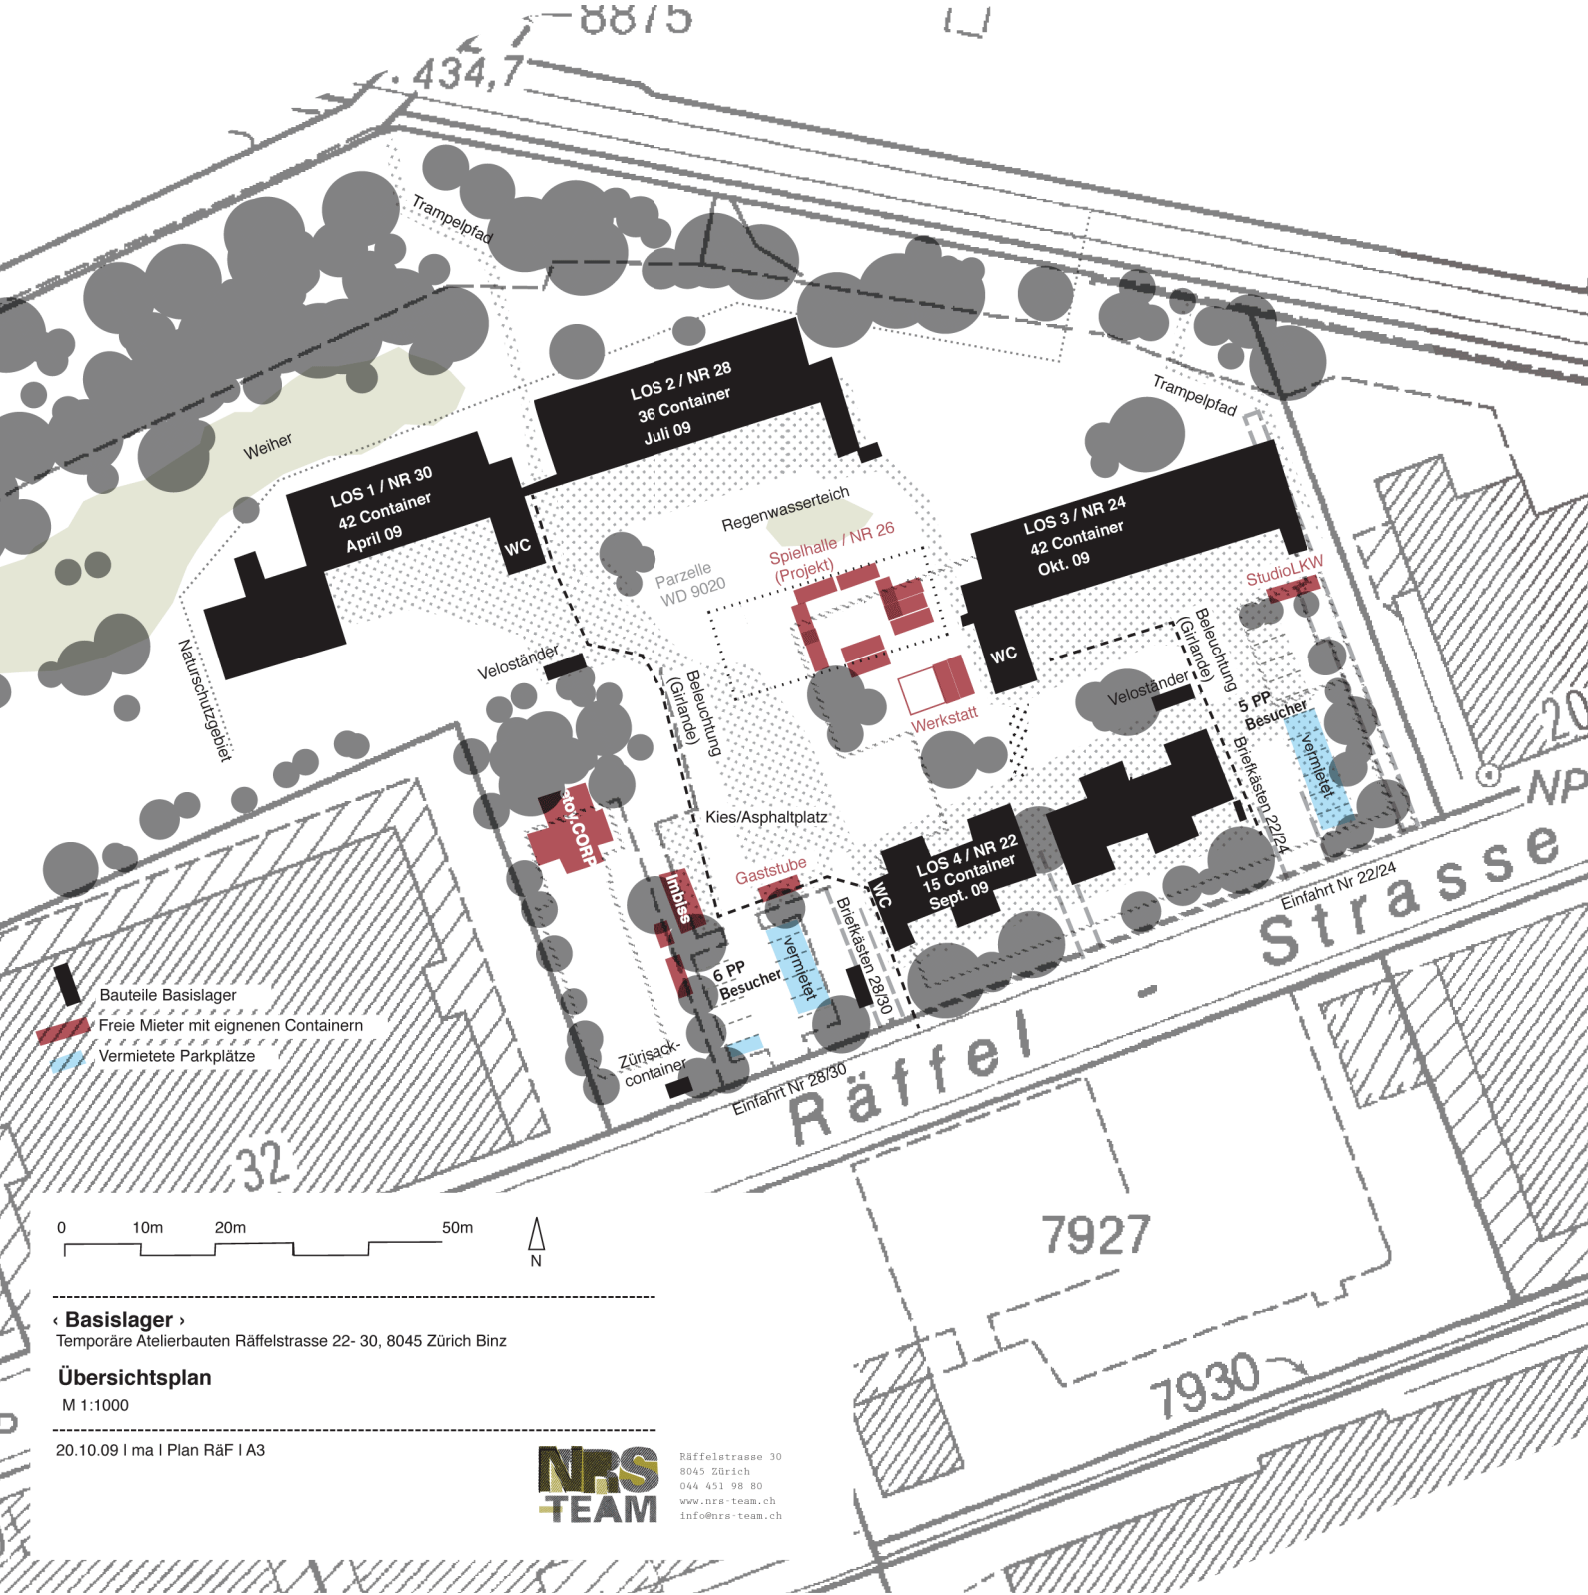 8875
434,7
Trampelpfad
Trampelpfad
Weiher
LOS 2 / NR 28
36 Container
Juli 09
LOS 1 / NR 30
42 Container
April 09
WC
Regenwasserteich
Spielhalle / NR 26
(Projekt)
Parzelle
WD 9020
LOS 3 / NR 24
42 Container
Okt. 09
WC
StudioLKW
Naturschutzgebiet
Veloständer
Beleuchtung
(Girlande)
Werkstatt
Veloständer
Beleuchtung
(Girlande)
5 PP
Besucher
vermietet
Briefkästen 22/24
20
NP
Kies/Asphaltplatz
LOS 4 / NR 22
15 Container
Sept. 09
WC
Gaststube
Imbiss
6 PP
Besucher
vermietet
Briefkästen 28/30
Einfahrt Nr 22/24
Zürisack-
container
Einfahrt Nr 28/30
Räffel Strasse
Bauteile Basislager
Freie Mieter mit eignenen Containern
Vermietete Parkplätze
32
7927
7930
0 10m 20m 50m
N
‹ Basislager ›
Temporäre Atelierbauten Räffelstrasse 22- 30, 8045 Zürich Binz
Übersichtsplan
M 1:1000
20.10.09 I ma I Plan RäF I A3
NRS
-TEAM
Räffelstrasse 30
8045 Zürich
044 451 98 80
www.nrs-team.ch
info@nrs-team.ch